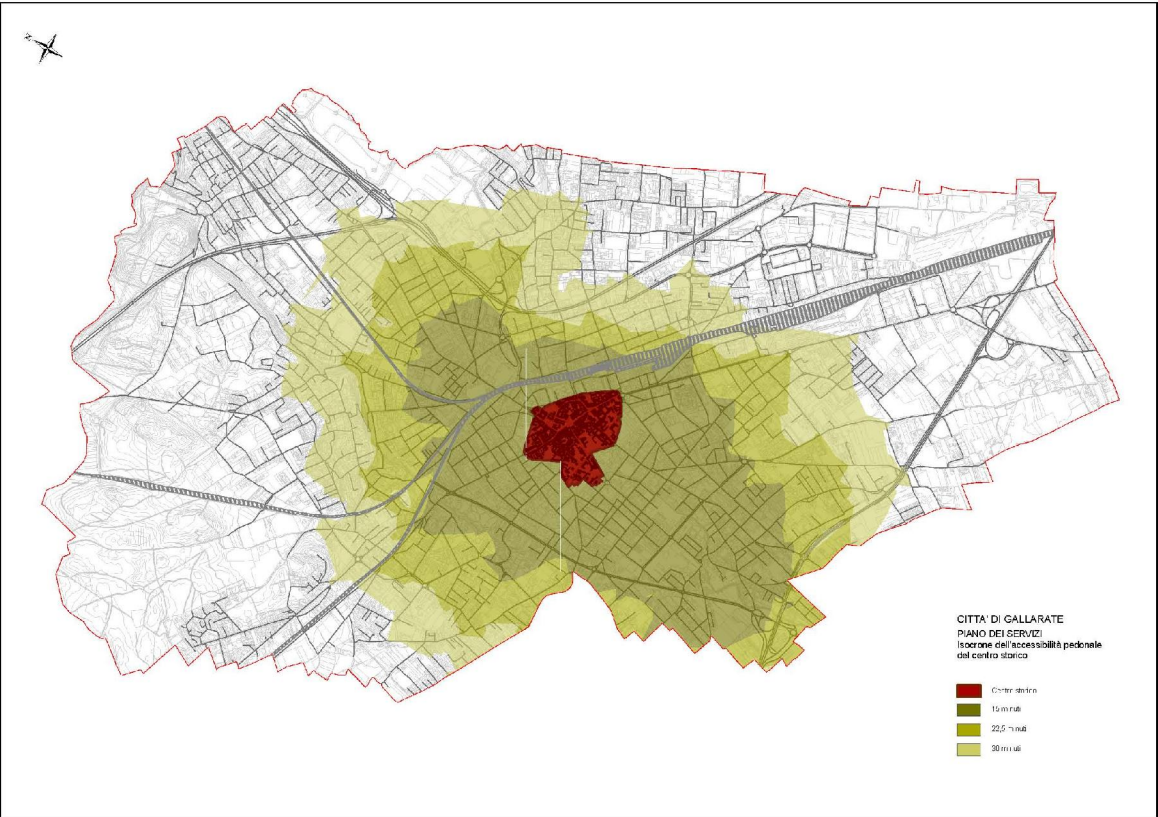 N
CITTA' DI GALLARATE
PIANO DEI SERVIZI
Isocrone dell'accessibilità pedonale
del centro storico
Centro storico
15 minuti
22,5 minuti
30 minuti